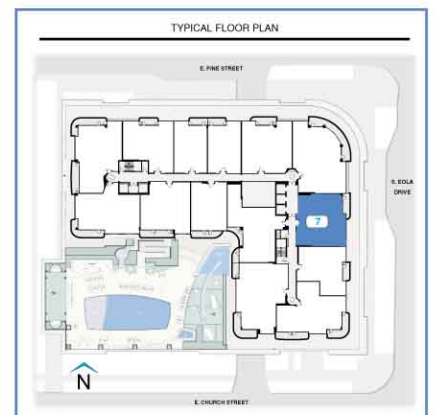 TYPICAL FLOOR PLAN
E. PINE STREET
S. EOLA
DRIVE
7
N
E. CHURCH STREET